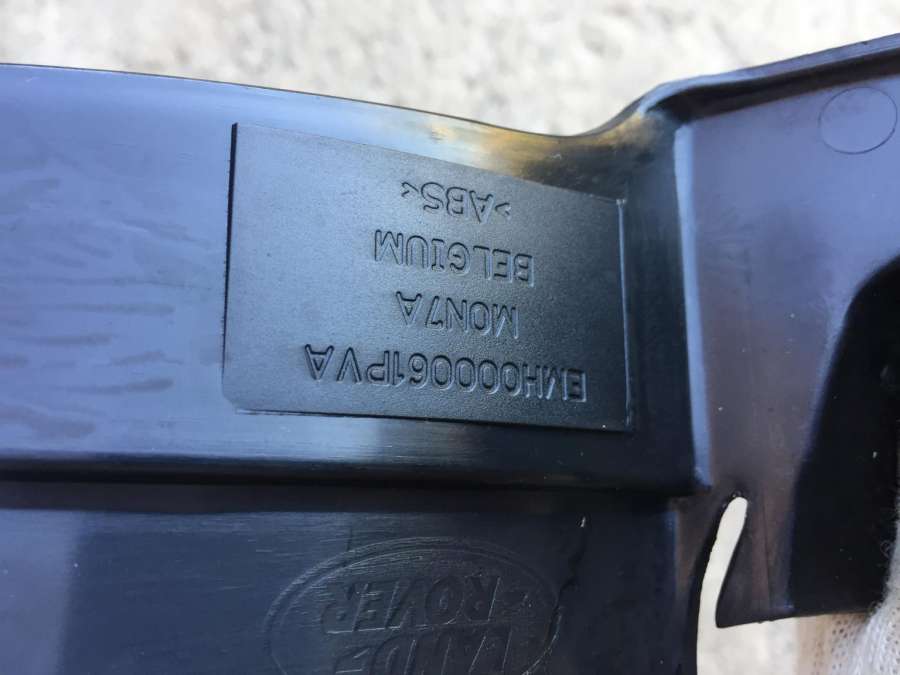 EMH000061PVA
MON7A
BELGIUM
>ABS<
LAND-
ROVER